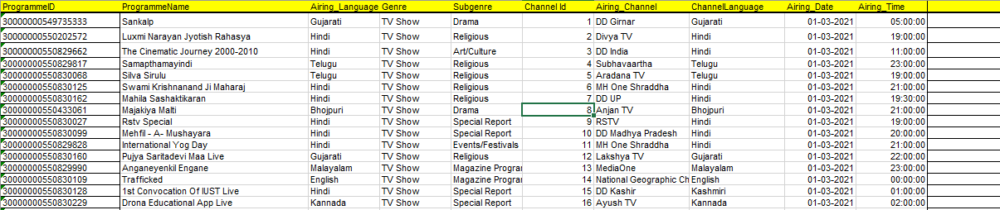 ProgrammeID ProgrammeName Airing_Language Genre Subgenre Channel Id Airing_Channel ChannelLanguage Airing_Date Airing_Time
30000000549735333 Sankalp Gujarati TV Show Drama 1 DD Girnar Gujarati 01-03-2021 05:00:00
30000000550202572 Luxmi Narayan Jyotish Rahasya Hindi TV Show Religious 2 Divya TV Hindi 01-03-2021 19:00:00
30000000550829662 The Cinematic Journey 2000-2010 Hindi TV Show Art/Culture 3 DD India Hindi 01-03-2021 11:00:00
30000000550829817 Samapthamayindi Telugu TV Show Religious 4 Subhavaartha Telugu 01-03-2021 23:00:00
30000000550830068 Silva Sirulu Telugu TV Show Religious 5 Aradana TV Telugu 01-03-2021 19:00:00
30000000550830125 Swami Krishnanand Ji Maharaj Hindi TV Show Religious 6 MH One Shraddha Hindi 01-03-2021 21:00:00
30000000550830162 Mahila Sashaktikaran Hindi TV Show Religious 7 DD UP Hindi 01-03-2021 19:30:00
30000000550433061 Majakiya Malti Bhojpuri TV Show Drama 8 Anjan TV Bhojpuri 01-03-2021 21:00:00
30000000550830027 Rstv Special Hindi TV Show Special Report 9 RSTV Hindi 01-03-2021 19:00:00
30000000550830099 Mehfil - A- Mushayara Hindi TV Show Special Report 10 DD Madhya Pradesh Hindi 01-03-2021 20:00:00
30000000550829828 International Yog Day Hindi TV Show Events/Festivals 11 MH One Shraddha Hindi 01-03-2021 21:00:00
30000000550830160 Pujya Saritadevi Maa Live Gujarati TV Show Religious 12 Lakshya TV Gujarati 01-03-2021 22:00:00
30000000550829990 Anganeyenkil Engane Malayalam TV Show Magazine Progra 13 MediaOne Malayalam 01-03-2021 23:00:00
30000000550830109 Trafficked English TV Show Magazine Progra 14 National Geographic Ch English 01-03-2021 00:00:00
30000000550830128 1st Convocation Of IUST Live Hindi TV Show Special Report 15 DD Kashir Kashmiri 01-03-2021 01:00:00
30000000550830229 Drona Educational App Live Kannada TV Show Special Report 16 Ayush TV Kannada 01-03-2021 02:00:00